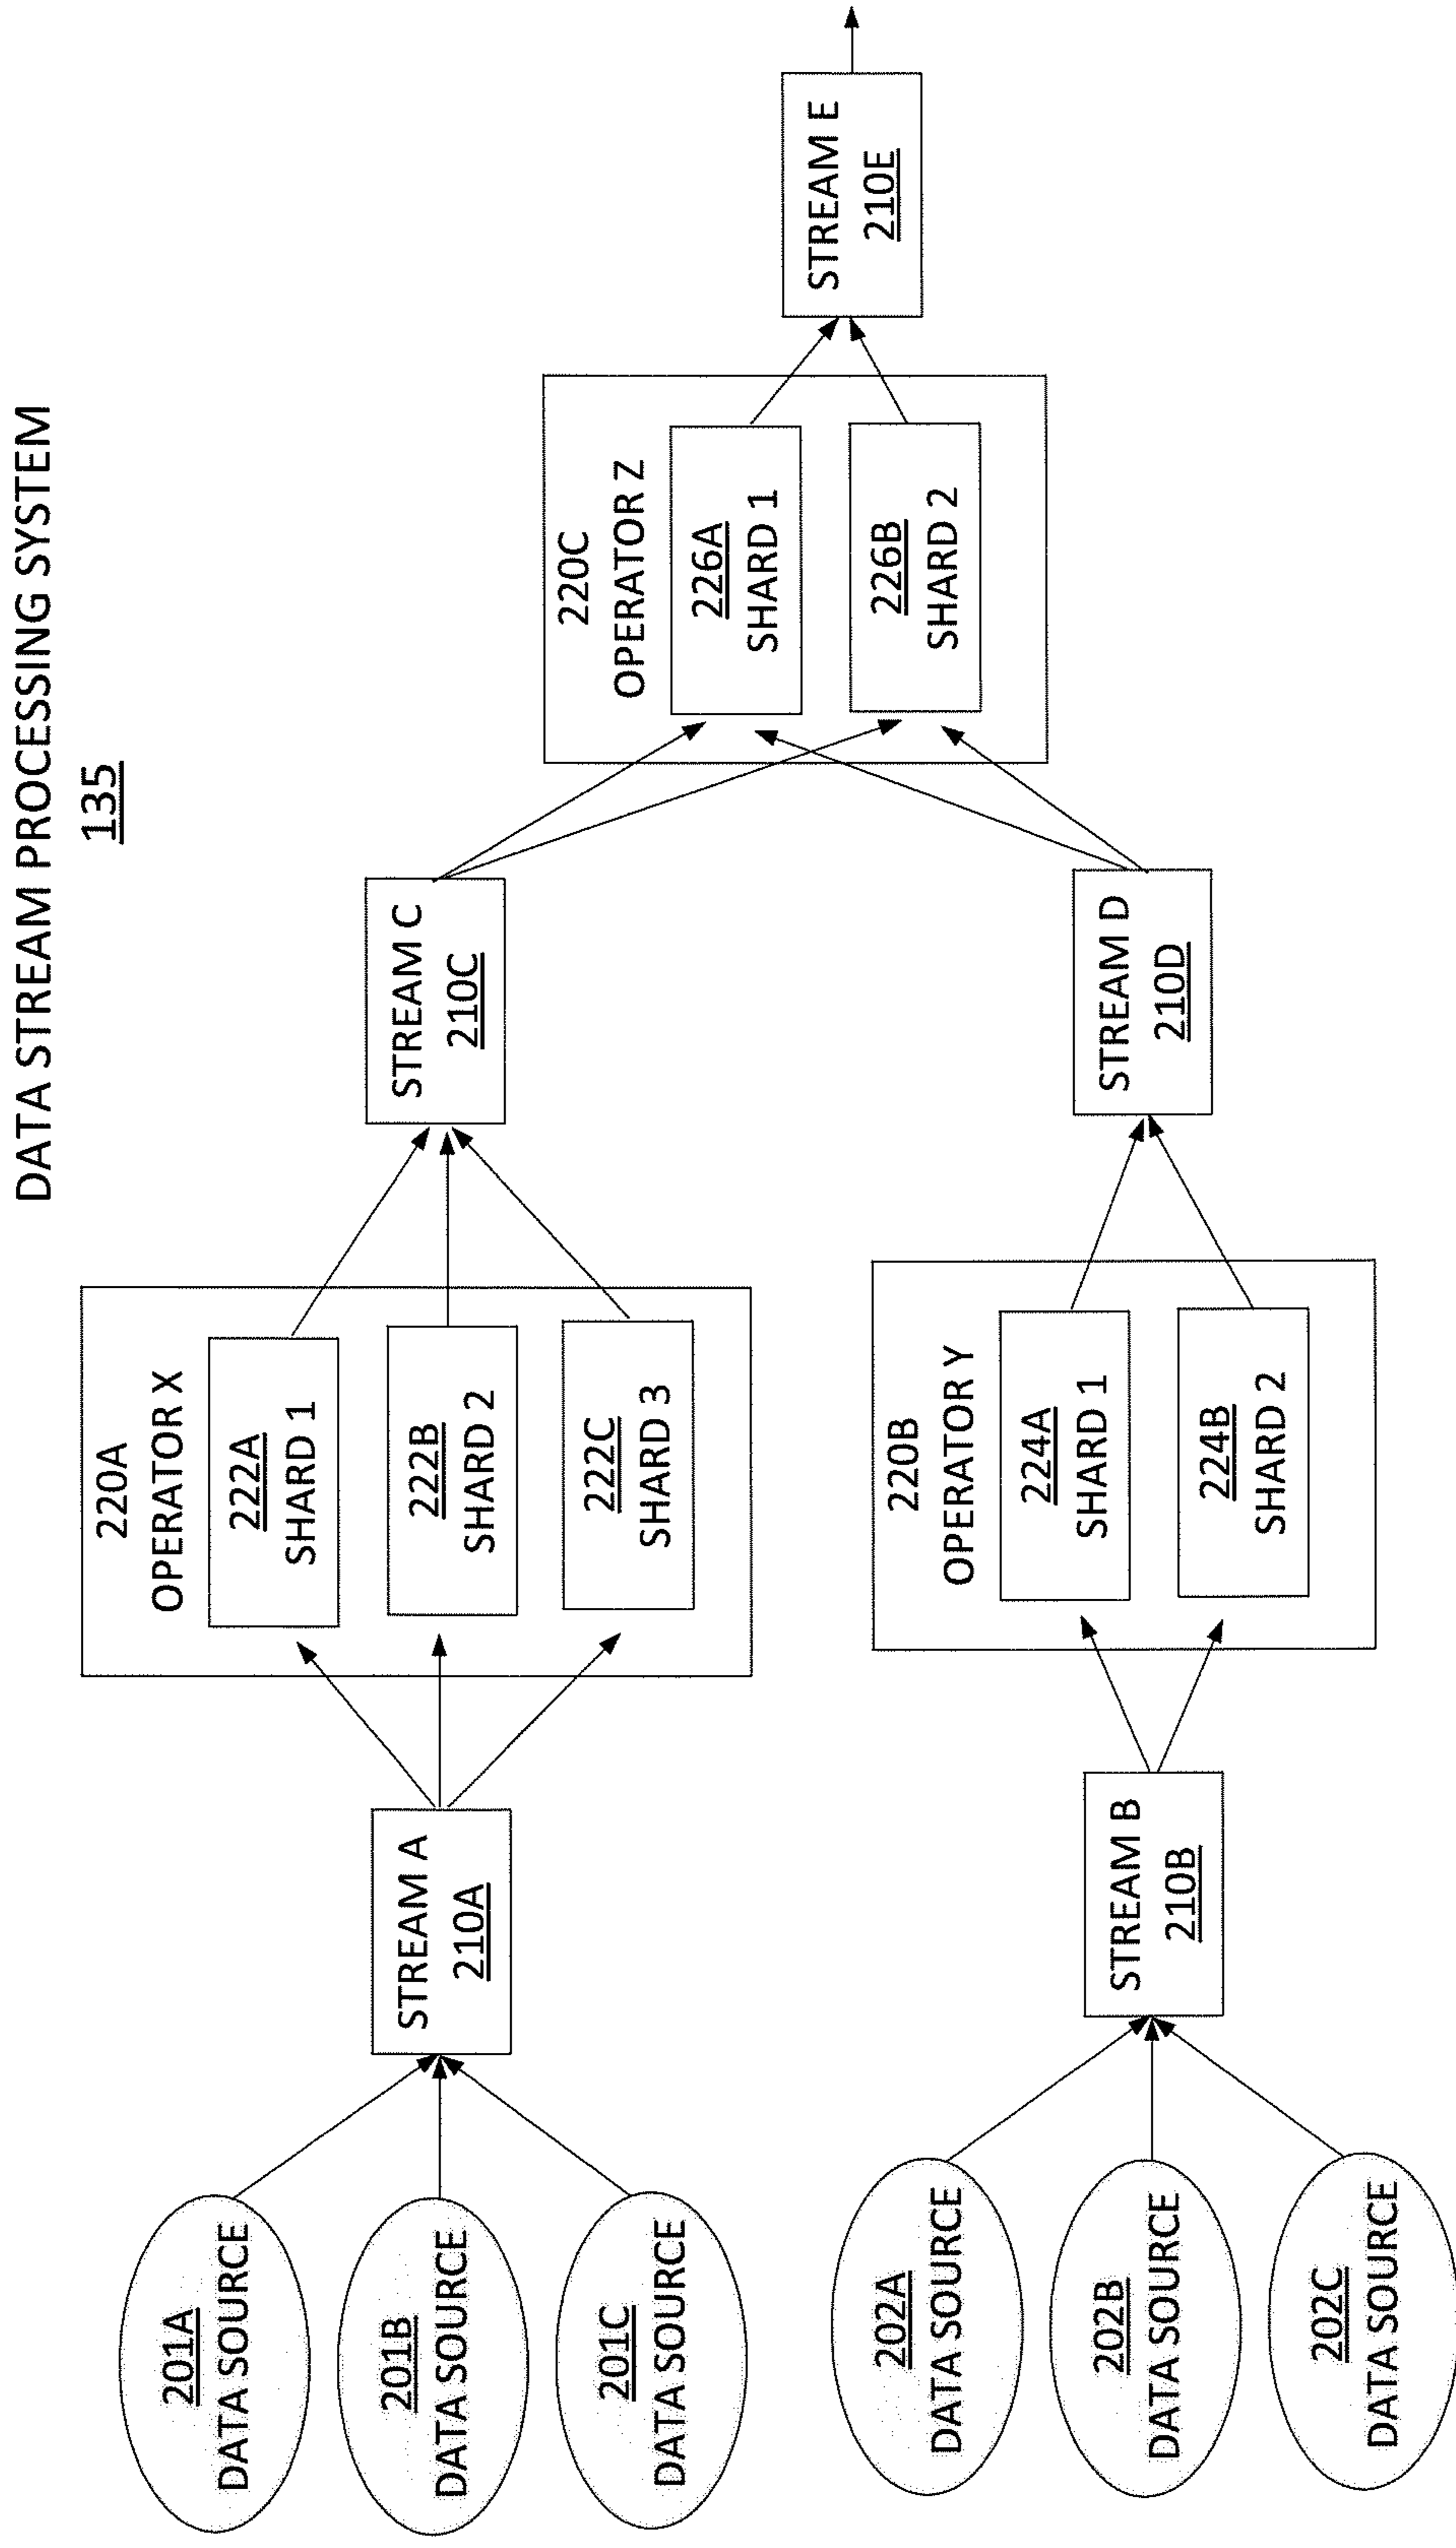 DATA STREAM PROCESSING SYSTEM
135
201A
DATA SOURCE
201B
DATA SOURCE
201C
DATA SOURCE
STREAM A
210A
220A
OPERATOR X
222A
SHARD 1
222B
SHARD 2
222C
SHARD 3
STREAM C
210C
202A
DATA SOURCE
202B
DATA SOURCE
202C
DATA SOURCE
STREAM B
210B
220B
OPERATOR Y
224A
SHARD 1
224B
SHARD 2
STREAM D
210D
220C
OPERATOR Z
226A
SHARD 1
226B
SHARD 2
STREAM E
210E